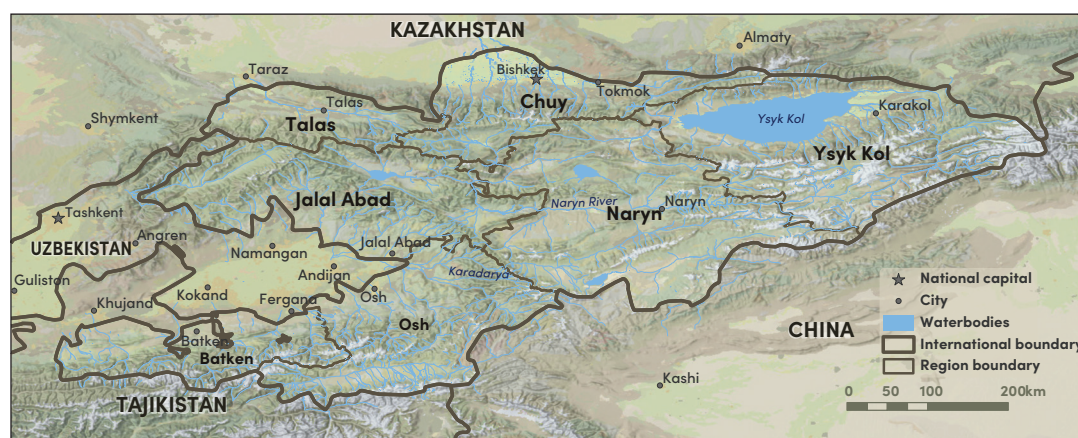 KAZAKHSTAN
Almaty
Taraz
Bishkek
Tokmok
Talas
Chuy
Karakol
Shymkent
Talas
Ysyk Kol
Ysyk Kol
Jalal Abad
Naryn River
Naryn
Naryn
Tashkent
Angren
UZBEKISTAN
Namangan
Jalal Abad
Andijan
Karadarya
Guliston
Kokand
Fergana
Osh
Khujand
Osh
Batken
Batken
TAJIKISTAN
CHINA
Kashi
National capital
City
Waterbodies
International boundary
Region boundary
0 50 100 200km